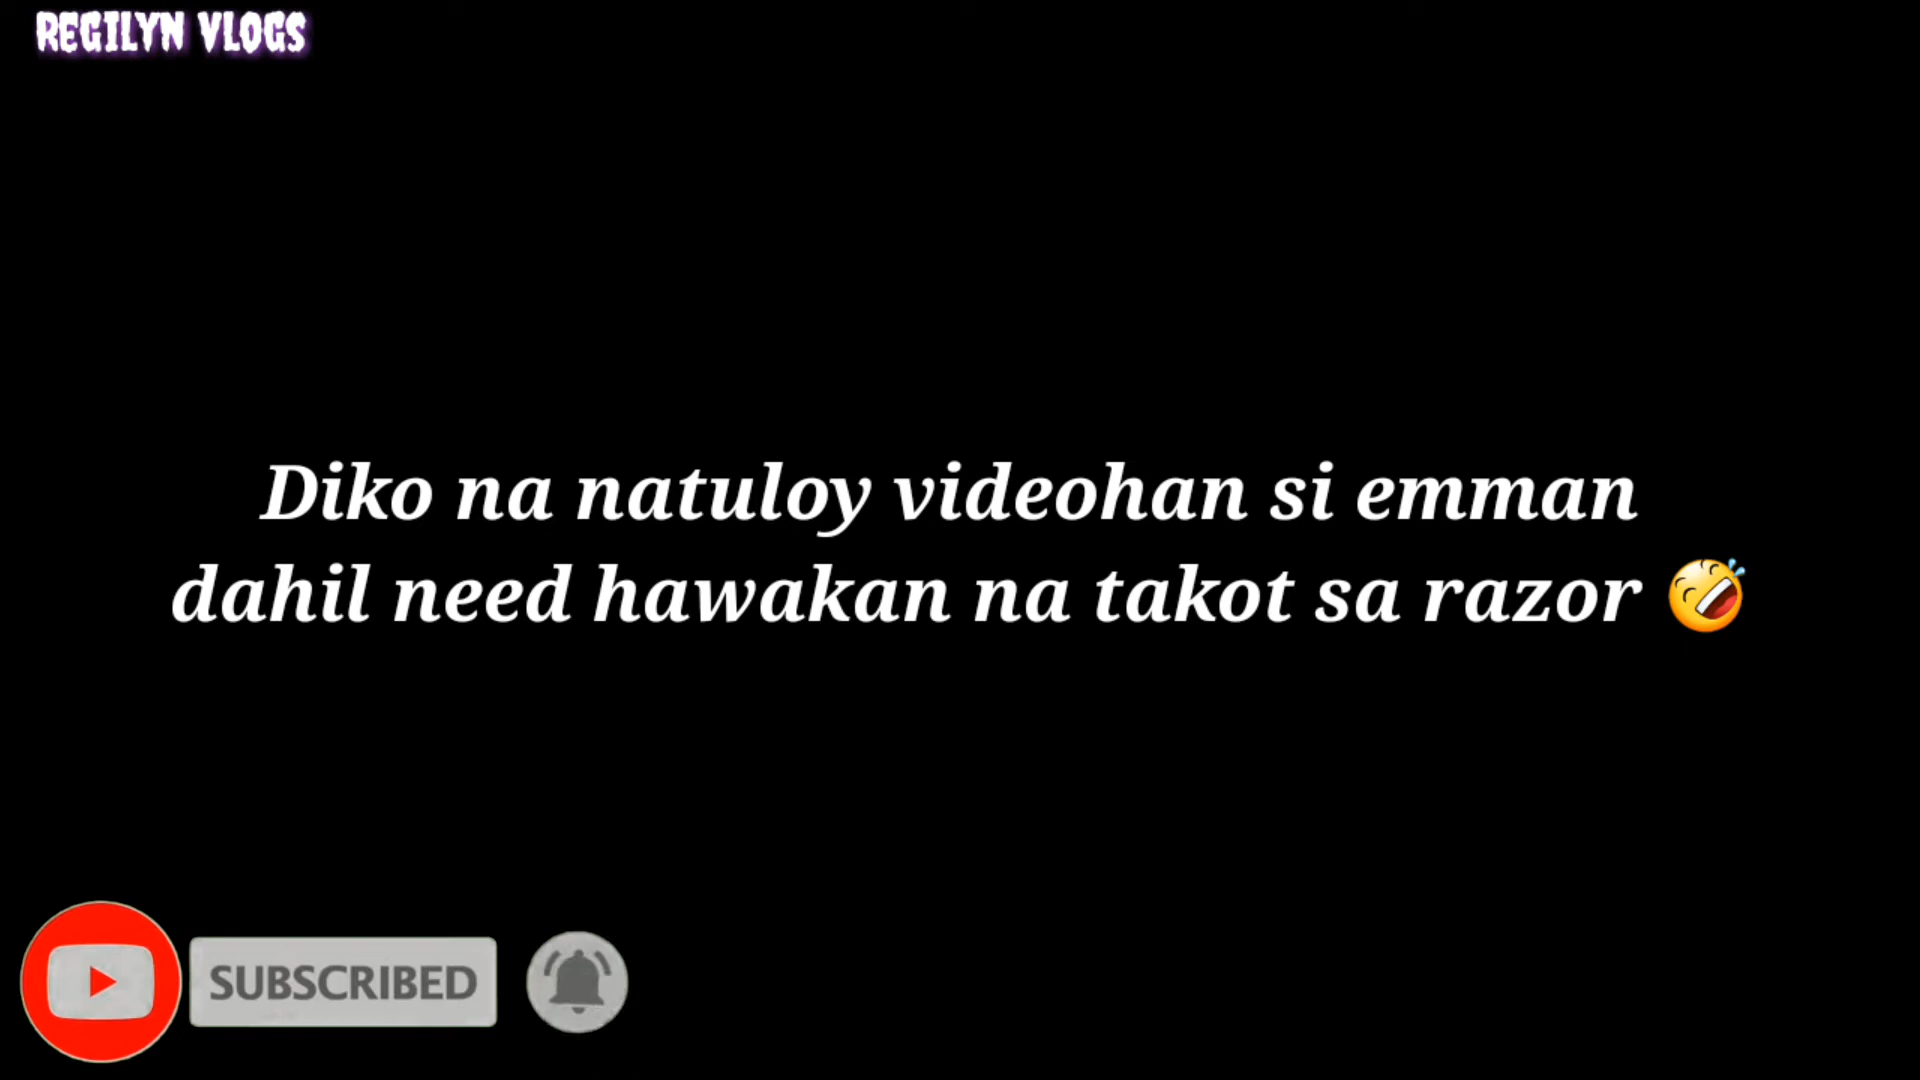 REGILYN VLOGS
Diko na natuloy videohan si emman
dahil need hawakan na takot sa razor 🤣
SUBSCRIBED